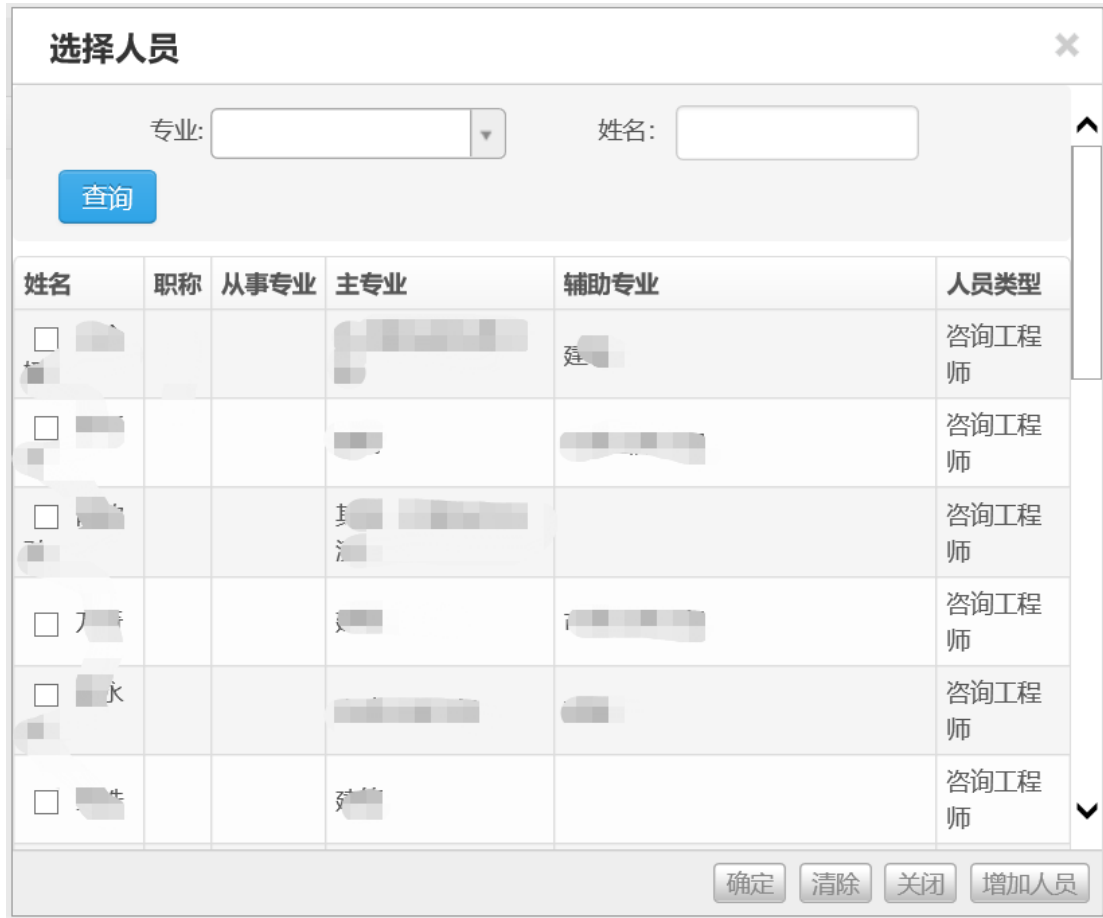 选择人员
专业:
姓名:
查询
姓名 职称 从事专业 主专业 辅助专业 人员类型
建
咨询工程
师
咨询工程
师
咨询工程
师
咨询工程
师
永
咨询工程
师
建
咨询工程
师
确定 清除 关闭 增加人员